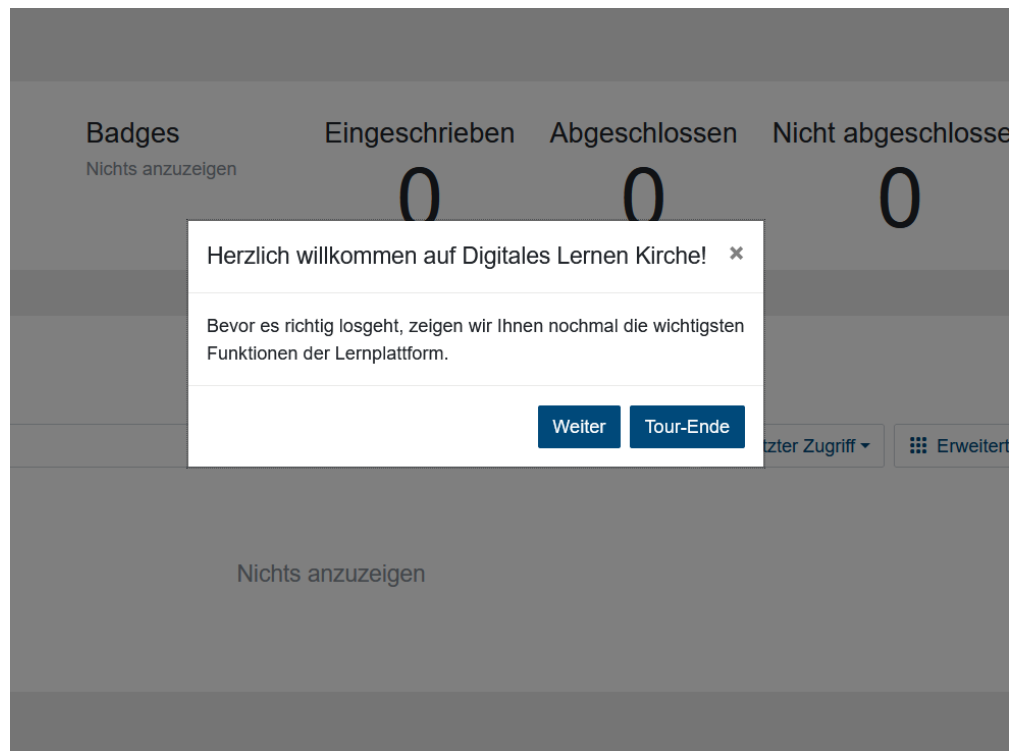 Badges
Eingeschrieben
Abgeschlossen
Nicht abgeschlosse
Nichts anzuzeigen
0
0
0
Herzlich willkommen auf Digitales Lernen Kirche! ×
Bevor es richtig losgeht, zeigen wir Ihnen nochmal die wichtigsten
Funktionen der Lernplattform.
Weiter
Tour-Ende
tzter Zugriff
Erweitert
Nichts anzuzeigen